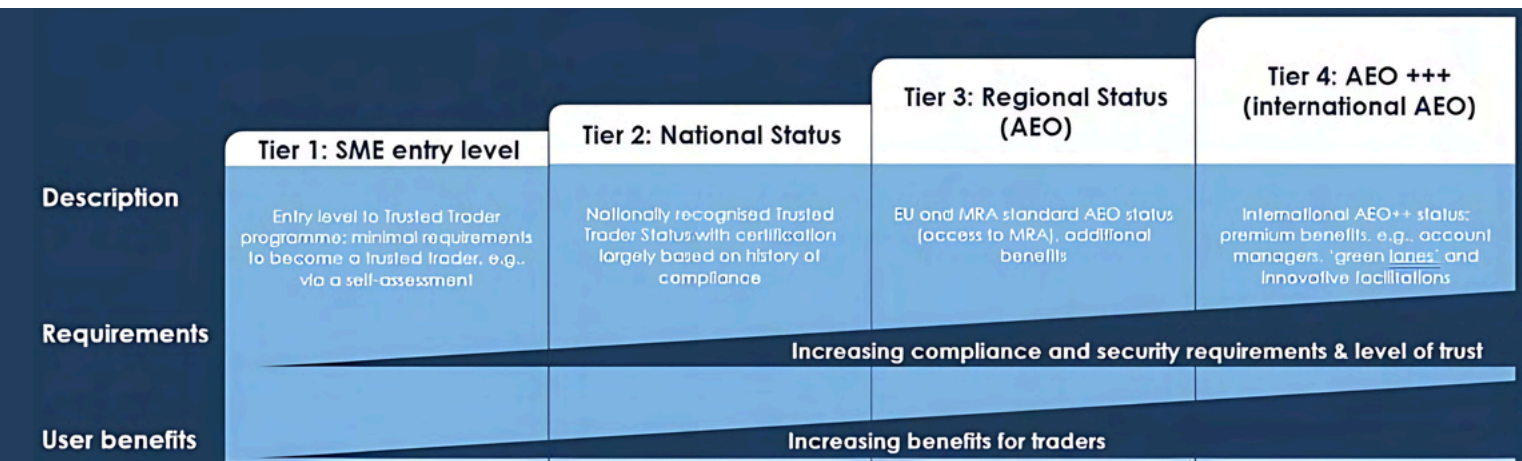 Tier 1: SME entry level
Tier 2: National Status
Tier 3: Regional Status
(AEO)
Tier 4: AEO +++
(international AEO)
Description
Entry level to Trusted Trader
programme: minimal requirements
to become a trusted trader, e.g.,
via a self-assessment
Nationally recognised Trusted
Trader Status with certification
largely based on history of
compliance
EU and MRA standard AEO status
(access to MRA), additional
benefits
International AEO++ status:
premium benefits, e.g., account
managers, ‘green lanes’ and
innovative facilitations
Requirements
Increasing compliance and security requirements & level of trust
User benefits
Increasing benefits for traders